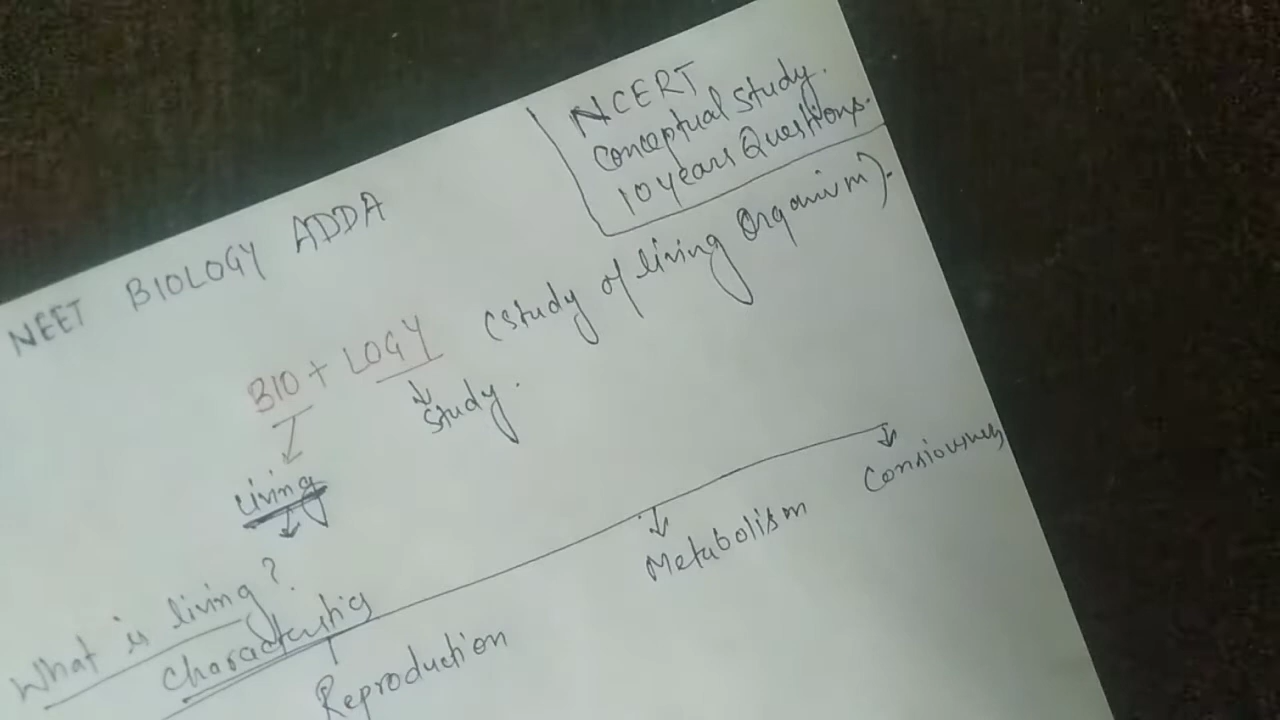 NCERT
Conceptual Study.
10 years Questions.
NEET BIOLOGY ADDA
BIO + LOGY (Study of living Organism).
Study.
Living
What is living?
Characteristics
Reproduction
Metabolism
Consiousness